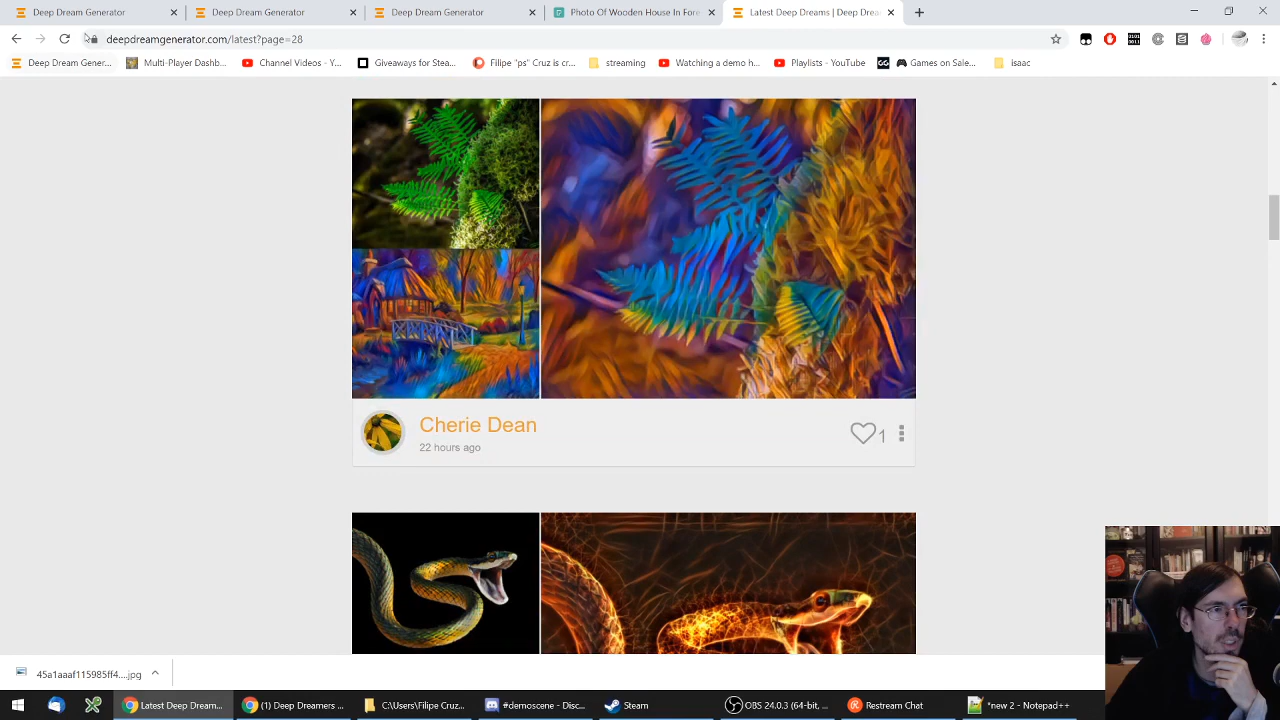 Deep Dream Generator
Deep Dream Generator
Deep Dream Generator
Photo Of Wooden House In Fore
Latest Deep Dreams | Deep Drea
deepdreamgenerator.com/latest?page=28
Deep Dream Gener...
Multi-Player Dashb...
Channel Videos - Y...
Giveaways for Stea...
Felipe "ps" Cruz is cr...
streaming
Watching a demo h...
Playlists - YouTube
Games on Sale...
isaac
Cherie Dean
1
22 hours ago
45a1aaaf115985ff4....jpg
Latest Deep Dream...
(1) Deep Dreamers ...
C:\Users\Filipe Cruz...
#demoscene - Disc...
Steam
OBS 24.0.3 (64-bit, ...
Restream Chat
*new 2 - Notepad++